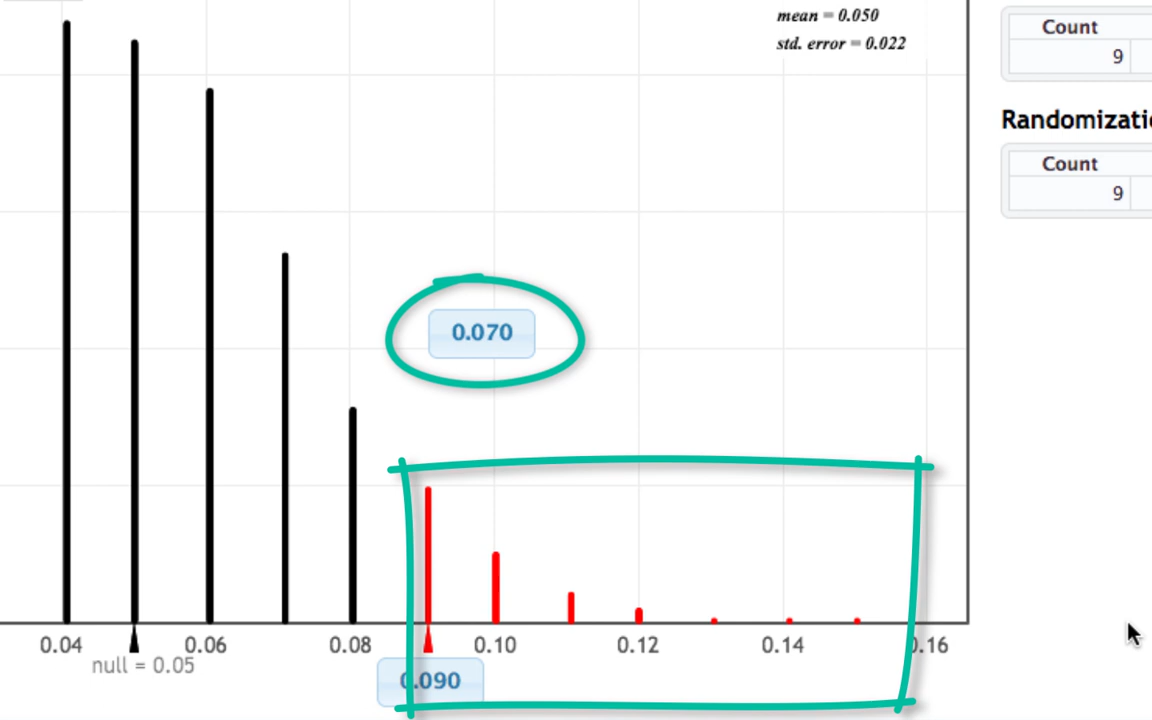 mean = 0.050
std. error = 0.022
Count
9
Randomizati
Count
9
0.070
0.04
0.06
0.08
0.10
0.12
0.14
0.16
null = 0.05
0.090